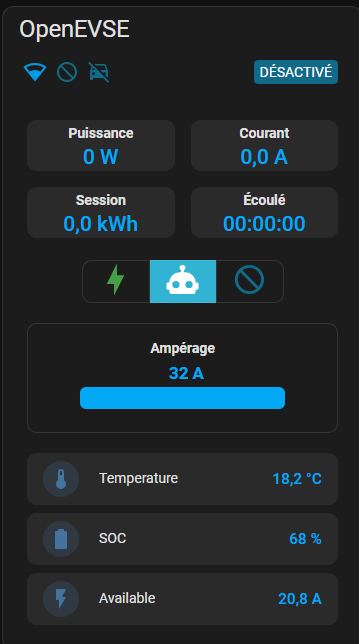 OpenEVSE
DÉSACTIVÉ
Puissance
0 W
Courant
0,0 A
Session
0,0 kWh
Écoulé
00:00:00
Ampérage
32 A
Temperature
18,2 °C
SOC
68 %
Available
20,8 A